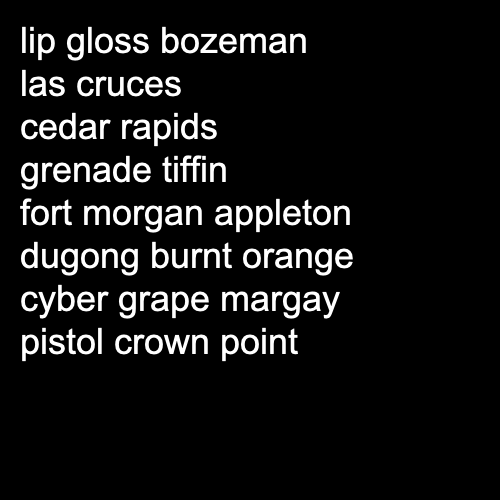 lip gloss bozeman
las cruces
cedar rapids
grenade tiffin
fort morgan appleton
dugong burnt orange
cyber grape margay
pistol crown point